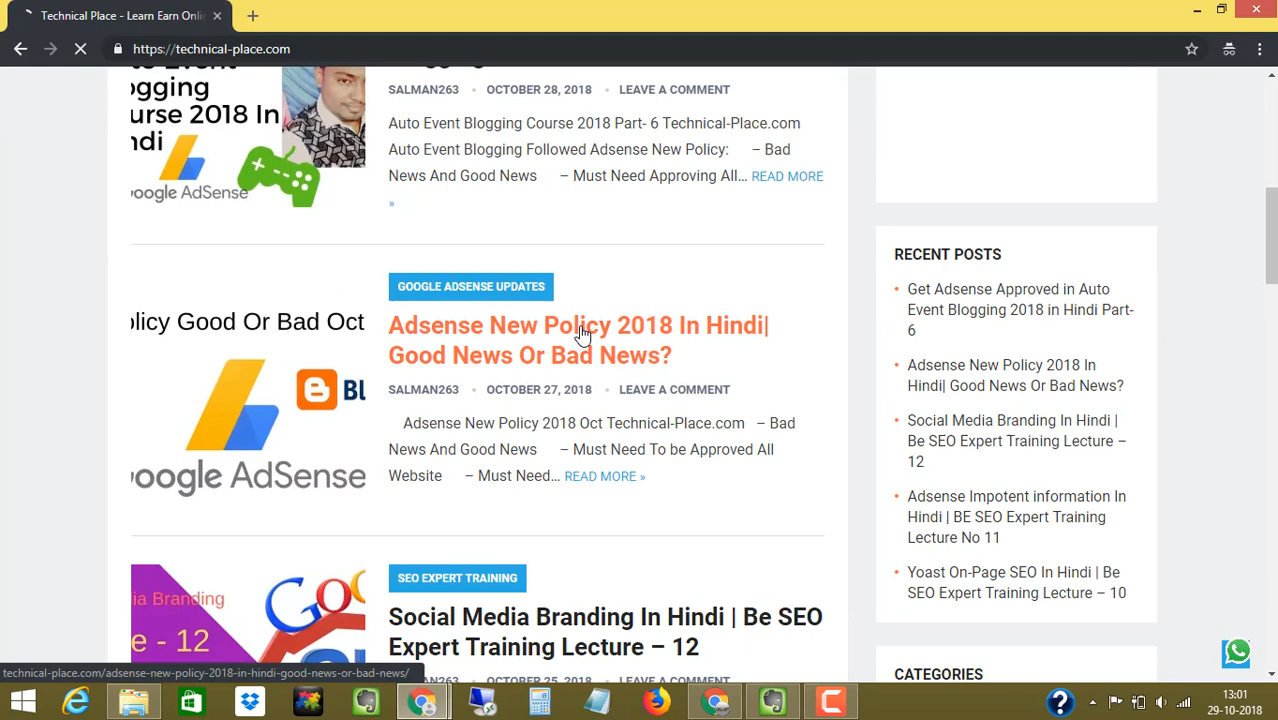 Technical Place - Learn Earn Onli
https://technical-place.com
ogging
urse 2018 In
ndi
oogle AdSense
SALMAN263 • OCTOBER 28, 2018 • LEAVE A COMMENT
Auto Event Blogging Course 2018 Part- 6 Technical-Place.com
Auto Event Blogging Followed Adsense New Policy: – Bad
News And Good News – Must Need Approving All... READ MORE
»
GOOGLE ADSENSE UPDATES
Adsense New Policy 2018 In Hindi|
Good News Or Bad News?
SALMAN263 • OCTOBER 27, 2018 • LEAVE A COMMENT
Adsense New Policy 2018 Oct Technical-Place.com – Bad
News And Good News – Must Need To be Approved All
Website – Must Need... READ MORE »
olicy Good Or Bad Oct
BL
oogle AdSense
SEO EXPERT TRAINING
Social Media Branding In Hindi | Be SEO
Expert Training Lecture – 12
ia Branding
e - 12
GOO
RECENT POSTS
• Get Adsense Approved in Auto
Event Blogging 2018 in Hindi Part-
6
• Adsense New Policy 2018 In
Hindi| Good News Or Bad News?
• Social Media Branding In Hindi |
Be SEO Expert Training Lecture –
12
• Adsense Impotent information In
Hindi | BE SEO Expert Training
Lecture No 11
• Yoast On-Page SEO In Hindi | Be
SEO Expert Training Lecture – 10
CATEGORIES
technical-place.com/adsense-new-policy-2018-in-hindi-good-news-or-bad-news/
13:01
29-10-2018